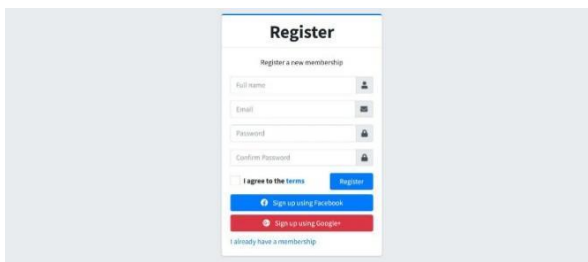 Register
Register a new membership
Full name
Email
Password
Confirm Password
I agree to the terms
Register
Sign up using Facebook
Sign up using Google+
I already have a membership